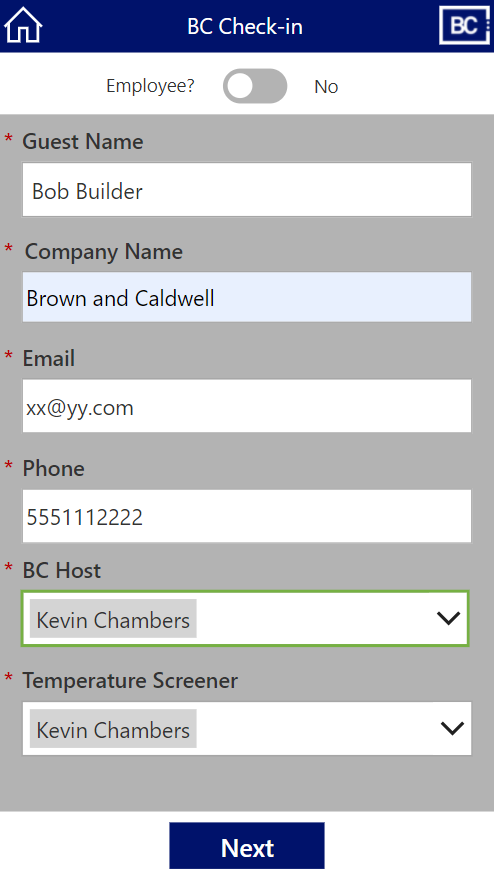 BC Check-in
BC
Employee? No
* Guest Name
Bob Builder
* Company Name
Brown and Caldwell
* Email
xx@yy.com
* Phone
5551112222
* BC Host
Kevin Chambers
* Temperature Screener
Kevin Chambers
Next